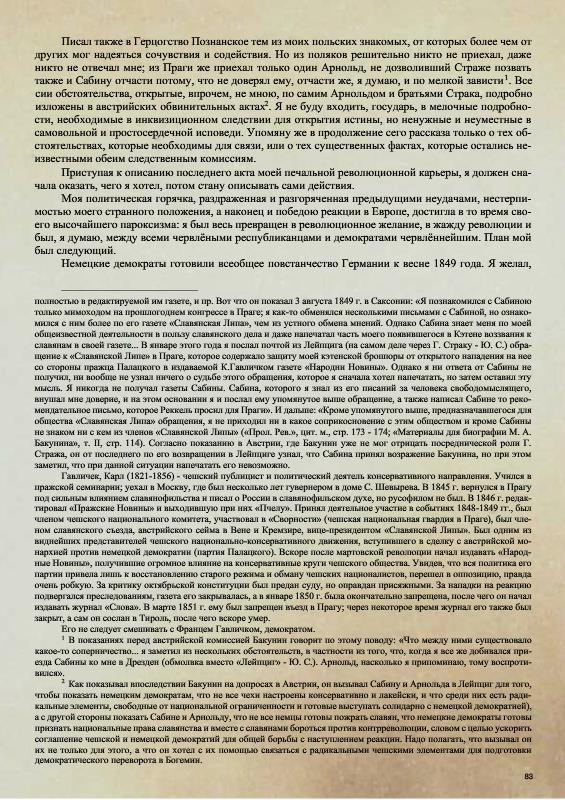 Писал также в Герцогство Познанское тем из моих польских знакомых, от которых более чем от
других мог надеяться сочувствия и содействия. Но из поляков решительно никто не приехал, даже
никто не отвечал мне; из Праги же приехал только один Арнольд, не дозволивший Страже позвать
также и Сабину отчасти потому, что не доверял ему, отчасти же, я думаю, и по мелкой зависти¹. Все
сии обстоятельства, открытые, впрочем, не мною, по самим Арнольдом и братьями Страка, подробно
изложены в австрийских обвинительных актах². Я не буду входить, государь, в мелочные подробно-
сти, необходимые в инквизиционном следствии для открытия истины, но ненужные и неуместные в
самовольной и простосердечной исповеди. Упомяну же в продолжение сего рассказа только о тех об-
стоятельствах, которые необходимы для связи, или о тех существенных фактах, которые остались не-
известными обеим следственным комиссиям.
Приступая к описанию последнего акта моей печальной революционной карьеры, я должен сна-
чала оказать, чего я хотел, потом стану описывать сами действия.
Моя политическая горячка, раздраженная и разгоряченная предыдущими неудачами, нестерпи-
мостью моего странного положения, а наконец и победою реакции в Европе, достигла в то время сво-
его высочайшего пароксизма: я был весь превращен в революционное желание, в жажду революции и
был, я думаю, между всеми червлёными республиканцами и демократами червлённейшим. План мой
был следующий.
Немецкие демократы готовили всеобщее повстанчество Германии к весне 1849 года. Я желал,
полностью в редактируемой им газете, и пр. Вот что он показал 3 августа 1849 г. в Саксонии: «Я познакомился с Сабиною
только мимоходом на прошлогоднем конгрессе в Праге; я как-то обменялся несколькими письмами с Сабиной, но ознако-
мился с ним более по его газете «Славянская Липа», чем из устного обмена мнений. Однако Сабина знает меня по моей
общеизвестной деятельности в пользу славянского дела и даже напечатал часть моего появившегося в Кэтене воззвания к
славянам в своей газете... В январе этого года я послал почтой из Лейпцига (на самом деле через Г. Страку - Ю. С.) обра-
щение к «Славянской Липе» в Праге, которое содержало защиту моей кэтенской брошюры от открытого нападения на нее
со стороны пражца Палацкого в издаваемой К.Гавличком газете «Народни Новины». Однако я ни ответа от Сабины не
получил, ни вообще не узнал ничего о судьбе этого обращения, которое я сначала хотел напечатать, но затем оставил эту
мысль. Я никогда не получал газеты Сабины. Сабина, которого я знал из его писаний за человека свободомыслящего,
внушал мне доверие, и на этом основании я и послал ему упомянутое выше обращение, а также написал Сабине то реко-
мендательное письмо, которое Реккель просил для Праги». И дальше: «Кроме упомянутого выше, предназначавшегося для
общества «Славянская Липа» обращения, я не приходил ни в какое соприкосновение с этим обществом и кроме Сабины
не знаком ни с кем из членов «Славянской Липы» («Прол. Рев.», цит. м., стр. 173 - 174; «Материалы для биографии М. А.
Бакунина», т. II, стр. 114). Согласно показанию в Австрии, где Бакунин уже не мог отрицать посреднической роли Г.
Стража, он от последнего по его возвращении в Лейпциге узнал, что Сабина принял воззвание Бакунина, но при этом
заметил, что при данной ситуации напечатать его невозможно.
Гавличек, Карл (1821-1856) - чешский публицист и политический деятель консервативного направления. Учился в
пражской семинарии; уехал в Москву, где был несколько лет гувернером в доме С. Шевырева. В 1845 г. вернулся в Прагу
под сильным влиянием славянофильства и писал о России в славянофильском духе, но русофилом не был. В 1846 г. редак-
тировал «Пражские Новины» и выходившую при них «Пчелу». Принял деятельное участие в событиях 1848-1849 гг., был
членом чешского национального комитета, участвовал в «Сворности» (чешская национальная гвардия в Праге), был чле-
ном славянского съезда, австрийского сейма в Вене и Кремзире, вице-президентом «Славянской Липы». Был одним из
виднейших представителей чешского национально-консервативного движения, вступившего в сделку с австрийской мо-
нархией против немецкой демократии (партия Палацкого). Вскоре после мартовской революции начал издавать «Народ-
ные Новины», получившие огромное влияние на консервативные круги чешского общества. Увидев, что вся политика его
партии привела лишь к восстановлению старого режима и обману чешских националистов, перешел в оппозицию, правда
очень робкую. За критику октябрьской конституции был предан суду, но оправдан присяжными. За нападки на реакцию
подвергался преследованиям, газета его закрывалась, а в январе 1850 г. была окончательно запрещена, после чего он начал
издавать журнал «Слова». В марте 1851 г. ему был запрещен въезд в Прагу; через некоторое время журнал его также был
закрыт, а сам он сослан в Тироль, после чего вскоре умер.
Его не следует смешивать с Францем Гавличком, демократом.
¹ В показаниях перед австрийской комиссией Бакунин говорит по этому поводу: «Что между ними существовало
какое-то соперничество... я заметил из нескольких обстоятельств, в частности из того, что, когда я все же добивался приез-
да Сабины ко мне в Дрезден (обмолвка вместо «Лейпциг» - Ю. С.). Арнольд, насколько я припоминаю, тому воспроти-
вился».
² Как показывал впоследствии Бакунин на допросах в Австрии, он вызывал Сабину и Арнольда в Лейпциг для того,
чтобы показать немецким демократам, что не все чехи настроены консервативно и лакейски, и что среди них есть ради-
кальные элементы, свободные от национальной ограниченности и готовые выступать солидарно с немецкой демократией),
а с другой стороны показать Сабине и Арнольду, что не все немцы готовы пожрать славян, что немецкие демократы готовы
признать национальные права славянства и вместе с славянами бороться против контрреволюции, словом с целью ускорить
соглашение чешской и немецкой демократий для общей борьбы с наступлением реакции. Надо полагать, что вызывал он
их не только для этого, а что он хотел с их помощью связаться с радикальными чешскими элементами для подготовки
демократического переворота в Богемии.
83